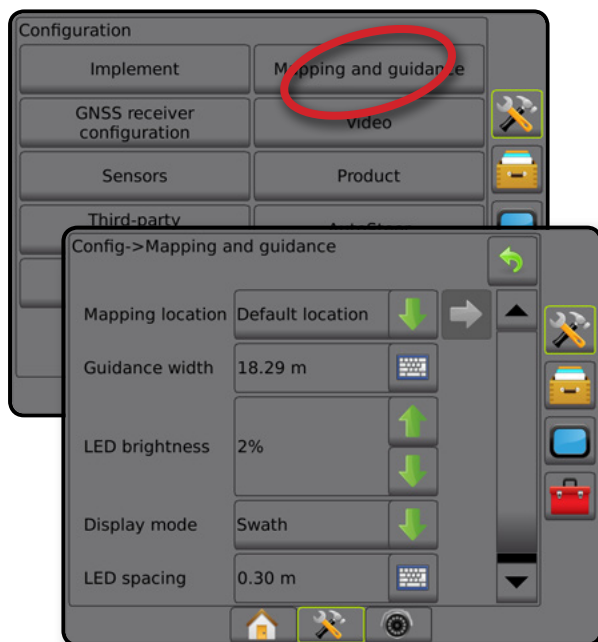 Configuration
Implement
Mapping and guidance
GNSS receiver
configuration
Video
Sensors
Product
Third-party
Config->Mapping and guidance
Mapping location
Default location
Guidance width
18.29 m
LED brightness
2%
Display mode
Swath
LED spacing
0.30 m